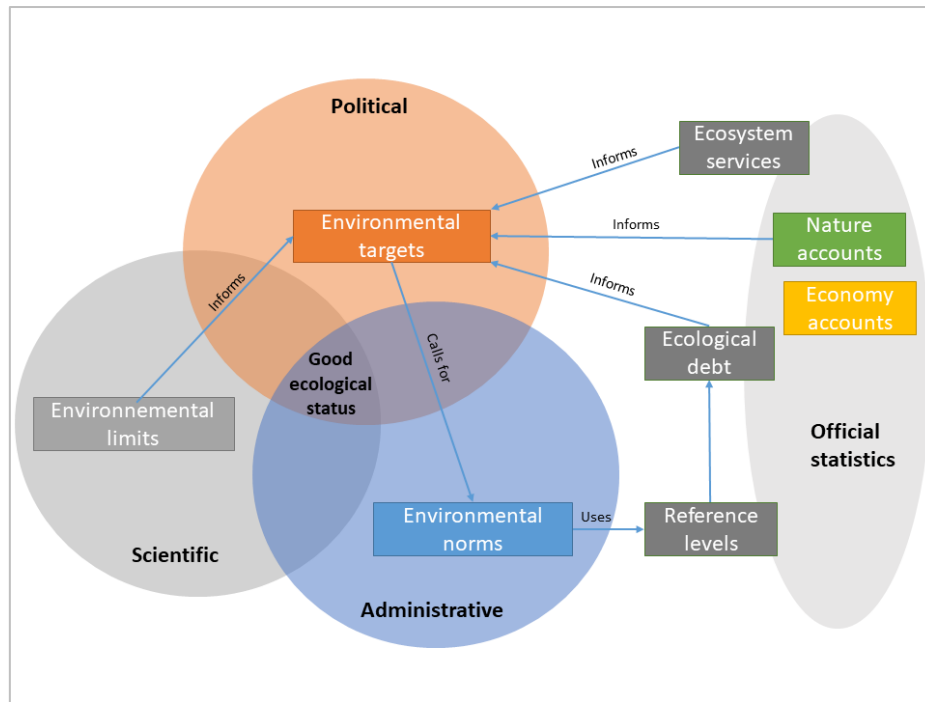 Political
Ecosystem
services
Informs
Environmental
targets
Informs
Nature
accounts
Informs
Informs
Economy
accounts
Calls for
Ecological
debt
Good
ecological
status
Environnemental
limits
Official
statistics
Environmental
norms
Uses
Reference
levels
Scientific
Administrative